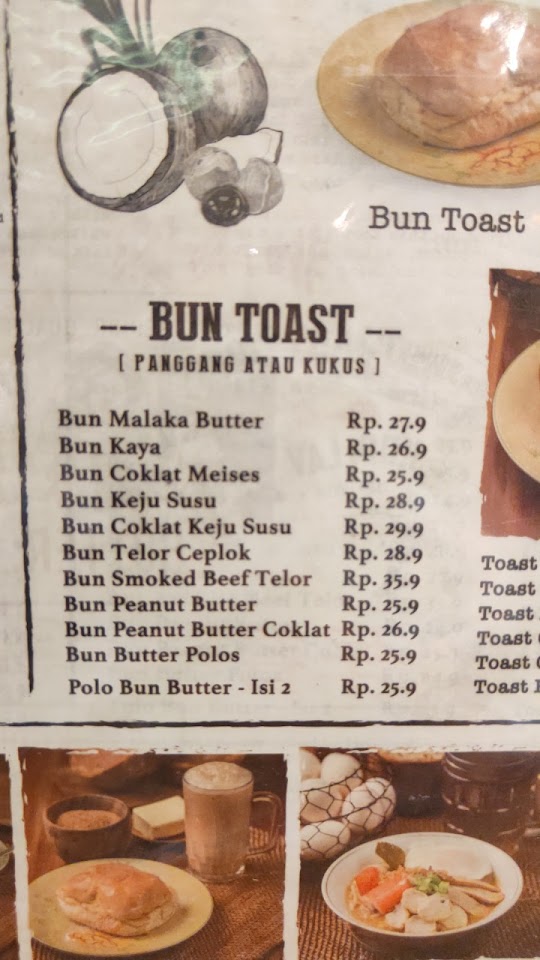 Bun Toast
-- BUN TOAST --
[ PANGGANG ATAU KUKUS ]
Bun Malaka Butter Rp. 27.9
Bun Kaya Rp. 26.9
Bun Coklat Meises Rp. 25.9
Bun Keju Susu Rp. 28.9
Bun Coklat Keju Susu Rp. 29.9
Bun Telor Ceplok Rp. 28.9
Bun Smoked Beef Telor Rp. 35.9
Bun Peanut Butter Rp. 25.9
Bun Peanut Butter Coklat Rp. 26.9
Bun Butter Polos Rp. 25.9
Polo Bun Butter - Isi 2 Rp. 25.9
Toast
Toast
Toast
Toast
Toast
Toast